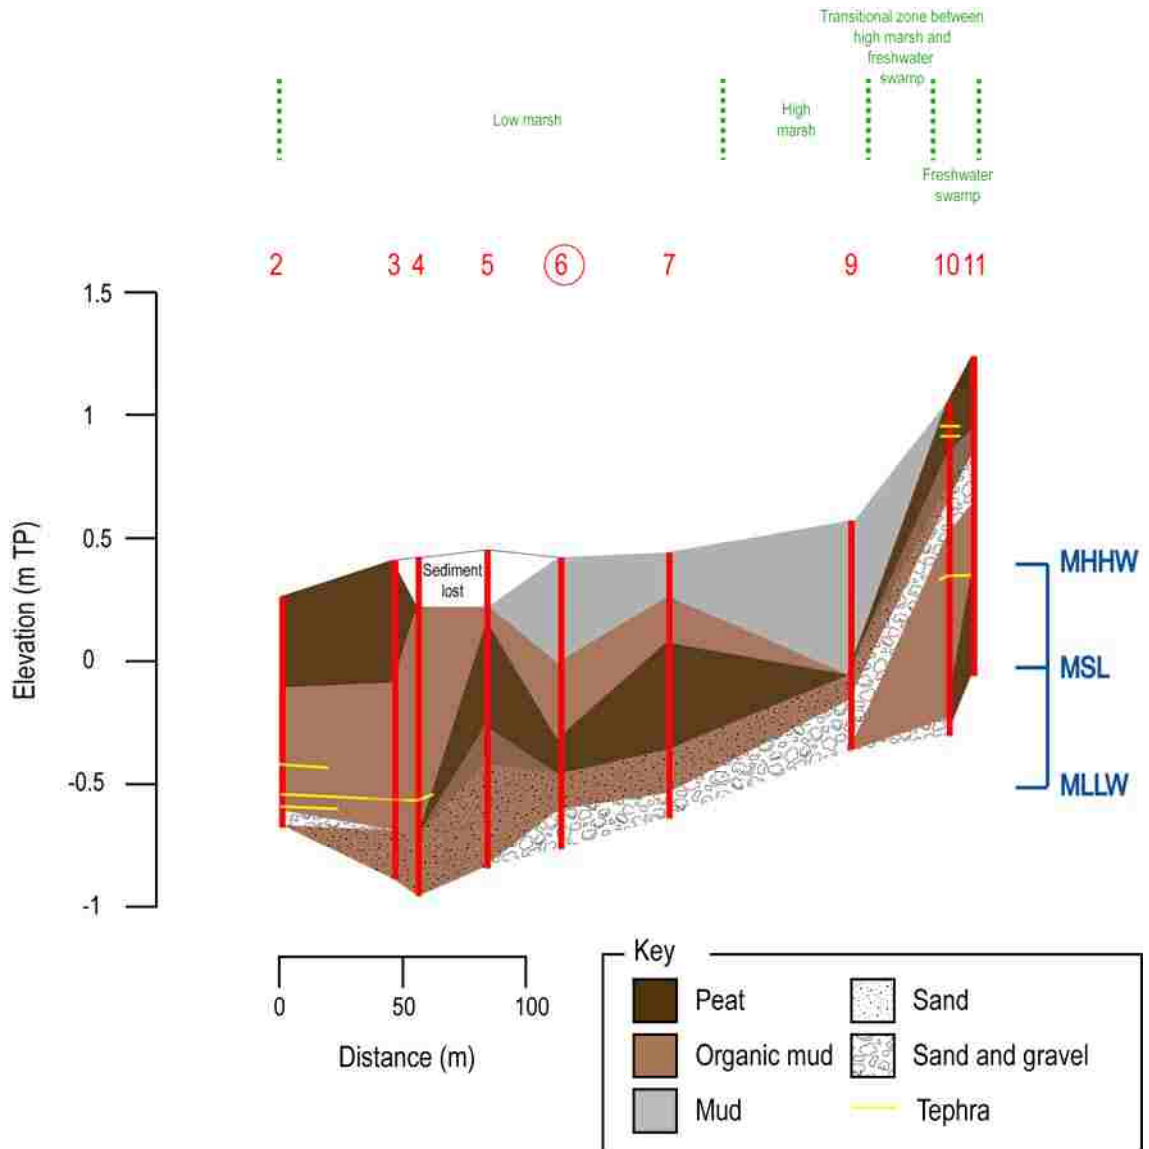 Transitional zone between
high marsh and
freshwater
swamp
Low marsh
High
marsh
Freshwater
swamp
2
3
4
5
6
7
9
10
11
1.5
1
0.5
0
-0.5
-1
Elevation (m TP)
Sediment
lost
MHHW
MSL
MLLW
0
50
100
Distance (m)
Key
Peat
Organic mud
Mud
Sand
Sand and gravel
Tephra